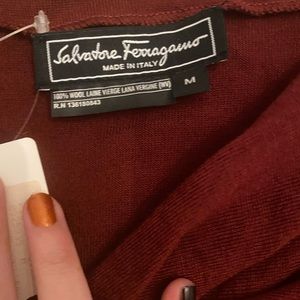 Salvatore Ferragamo
MADE IN ITALY
M
100% WOOL LAINE VIERGE LANA VERGINE (WV)
R.N 136180843